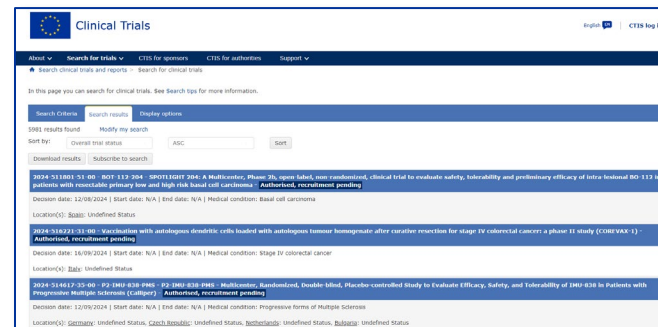 Clinical Trials
English EN CTIS log i
About Search for trials CTIS for sponsors CTIS for authorities Support
Search clinical trials and reports Search for clinical trials
In this page you can search for clinical trials. See Search tips for more information.
Search Criteria Search results Display options
5981 results found Modify my search
Sort by: Overall trial status ASC Sort
Download results Subscribe to search
2024-511801-51-00 - BOT-112-204 - SPOTLIGHT 204: A Multicenter, Phase 2b, open-label, non-randomized, clinical trial to evaluate safety, tolerability and preliminary efficacy of intra-lesional BO-112 in
patients with resectable primary low and high risk basal cell carcinoma - Authorised, recruitment pending
Decision date: 12/08/2024 | Start date: N/A | End date: N/A | Medical condition: Basal cell carcinoma
Location(s): Spain: Undefined Status
2024-516221-31-00 - Vaccination with autologous dendritic cells loaded with autologous tumour homogenate after curative resection for stage IV colorectal cancer: a phase II study (COREVAX-1) -
Authorised, recruitment pending
Decision date: 16/09/2024 | Start date: N/A | End date: N/A | Medical condition: Stage IV colorectal cancer
Location(s): Italy: Undefined Status
2024-514617-35-00 - P2-IMU-838-PMS - P2-IMU-838-PMS - Multicenter, Randomized, Double-blind, Placebo-controlled Study to Evaluate Efficacy, Safety, and Tolerability of IMU-838 in Patients with
Progressive Multiple Sclerosis (Calliper) - Authorised, recruitment pending
Decision date: 12/09/2024 | Start date: N/A | End date: N/A | Medical condition: Progressive forms of Multiple Sclerosis
Location(s): Germany: Undefined Status, Czech Republic: Undefined Status, Netherlands: Undefined Status, Bulgaria: Undefined Status